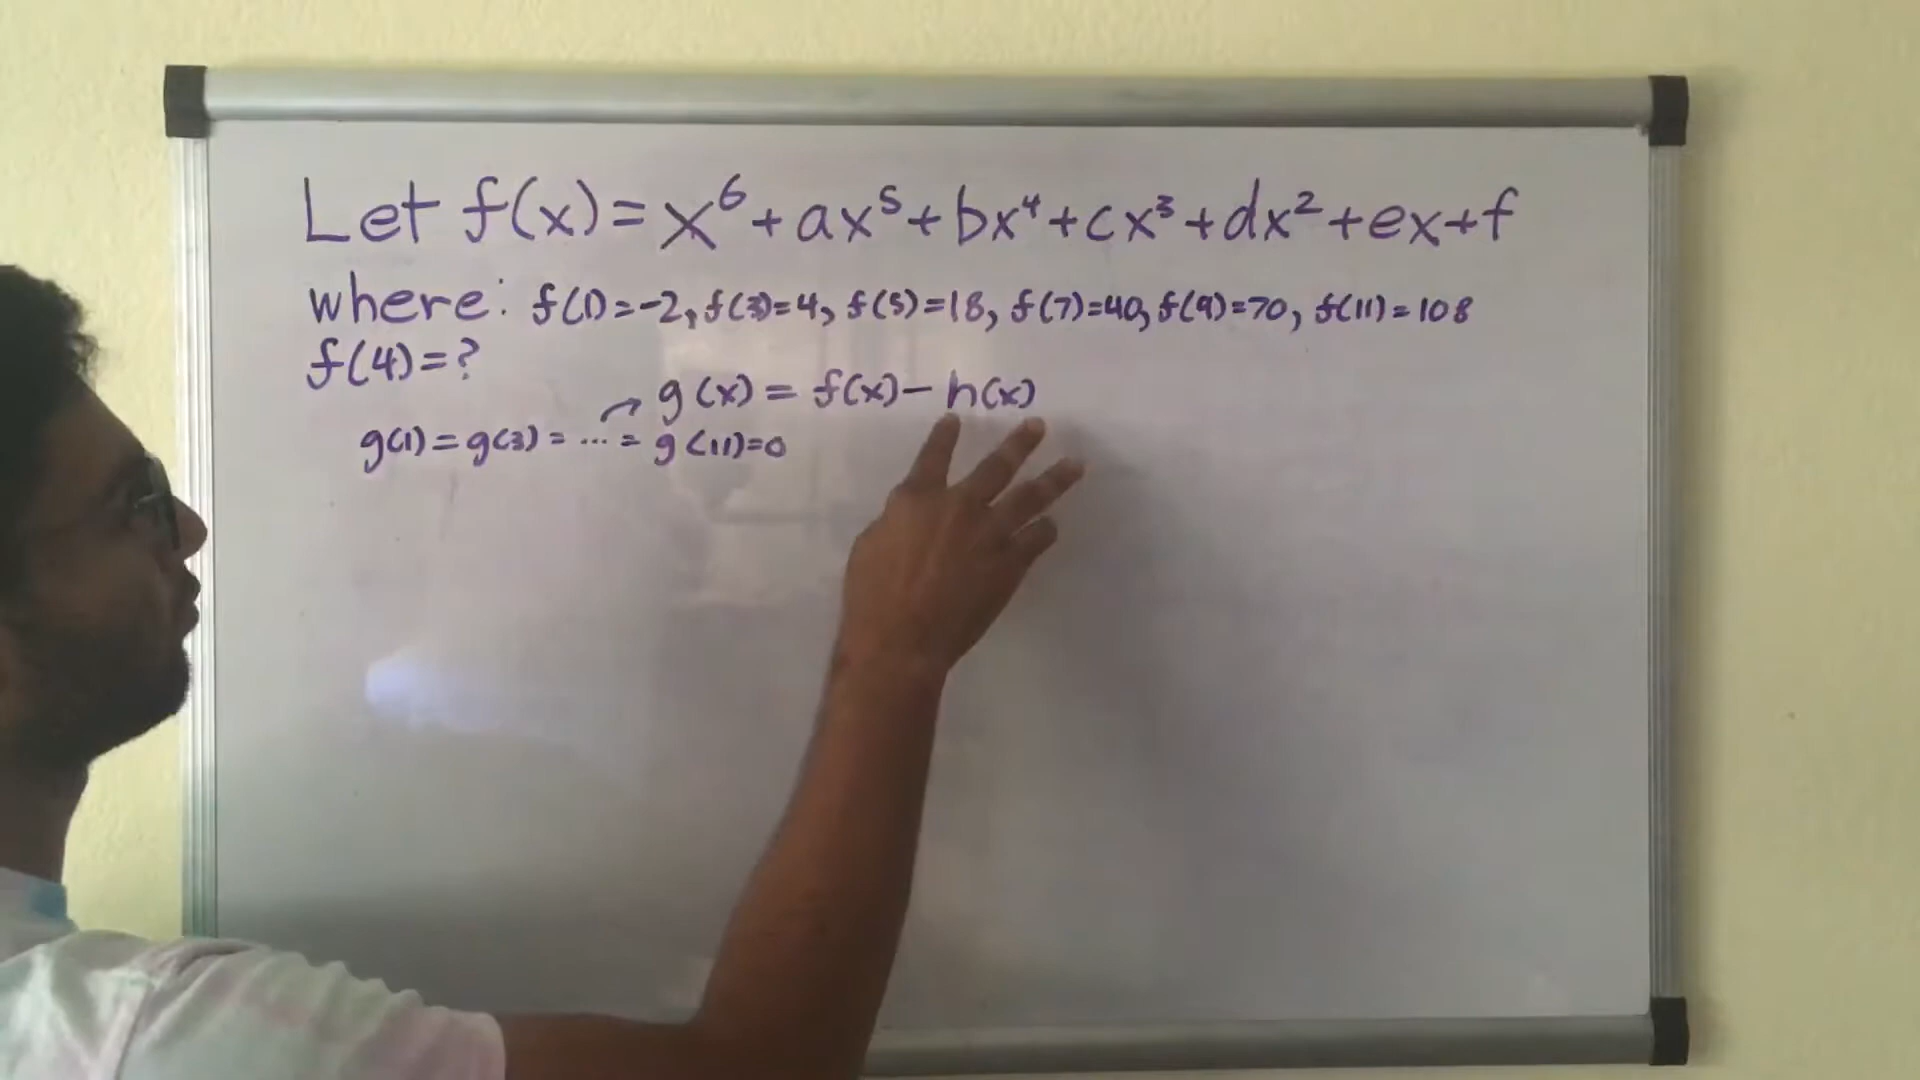 Let f(x)=x⁶+ax⁵+bx⁴+cx³+dx²+ex+f
where: f(1)=-2, f(3)=4, f(5)=18, f(7)=40, f(9)=70, f(11)=108
f(4)=?
g(x)=f(x)-h(x)
g(1)=g(3)=...=g(11)=0